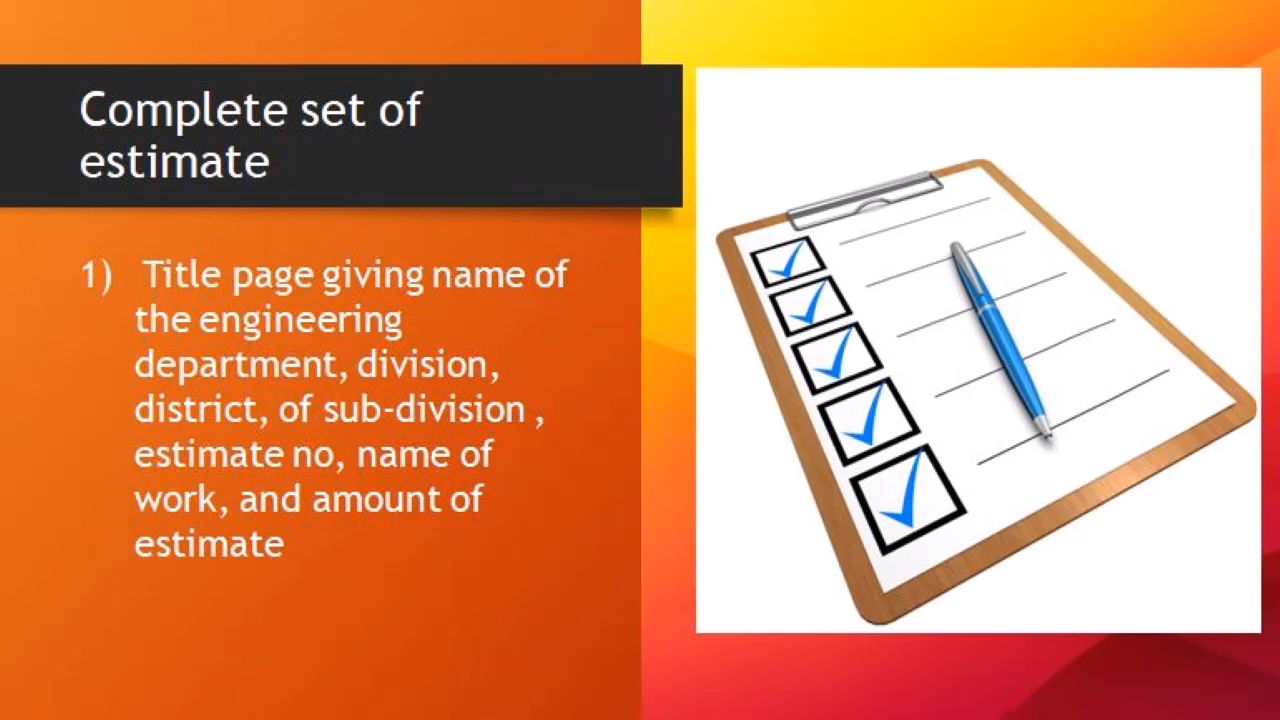 Complete set of
estimate
1) Title page giving name of
the engineering
department, division,
district, of sub-division ,
estimate no, name of
work, and amount of
estimate